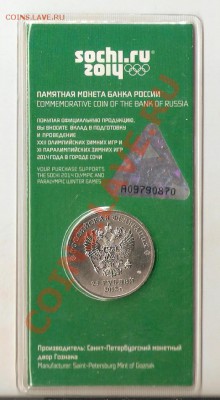 СОБИРАЙ.СЛАВЕ.RU
sochi.ru
2014
ПАМЯТНАЯ МОНЕТА БАНКА РОССИИ
COMMEMORATIVE COIN OF THE BANK OF RUSSIA
ПОКУПАЯ ОФИЦИАЛЬНУЮ ПРОДУКЦИЮ,
ВЫ ВНОСИТЕ ВКЛАД В ПОДГОТОВКУ
И ПРОВЕДЕНИЕ
XXII ОЛИМПИЙСКИХ ЗИМНИХ ИГР И
XI ПАРАЛИМПИЙСКИХ ЗИМНИХ ИГР
2014 ГОДА В ГОРОДЕ СОЧИ
YOUR PURCHASE SUPPORTS
THE SOCHI 2014 OLYMPIC AND
PARALYMPIC WINTER GAMES
A09790870
Производитель: Санкт-Петербургский монетный
двор Гознака
Manufacturer: Saint-Petersburg Mint of Goznak